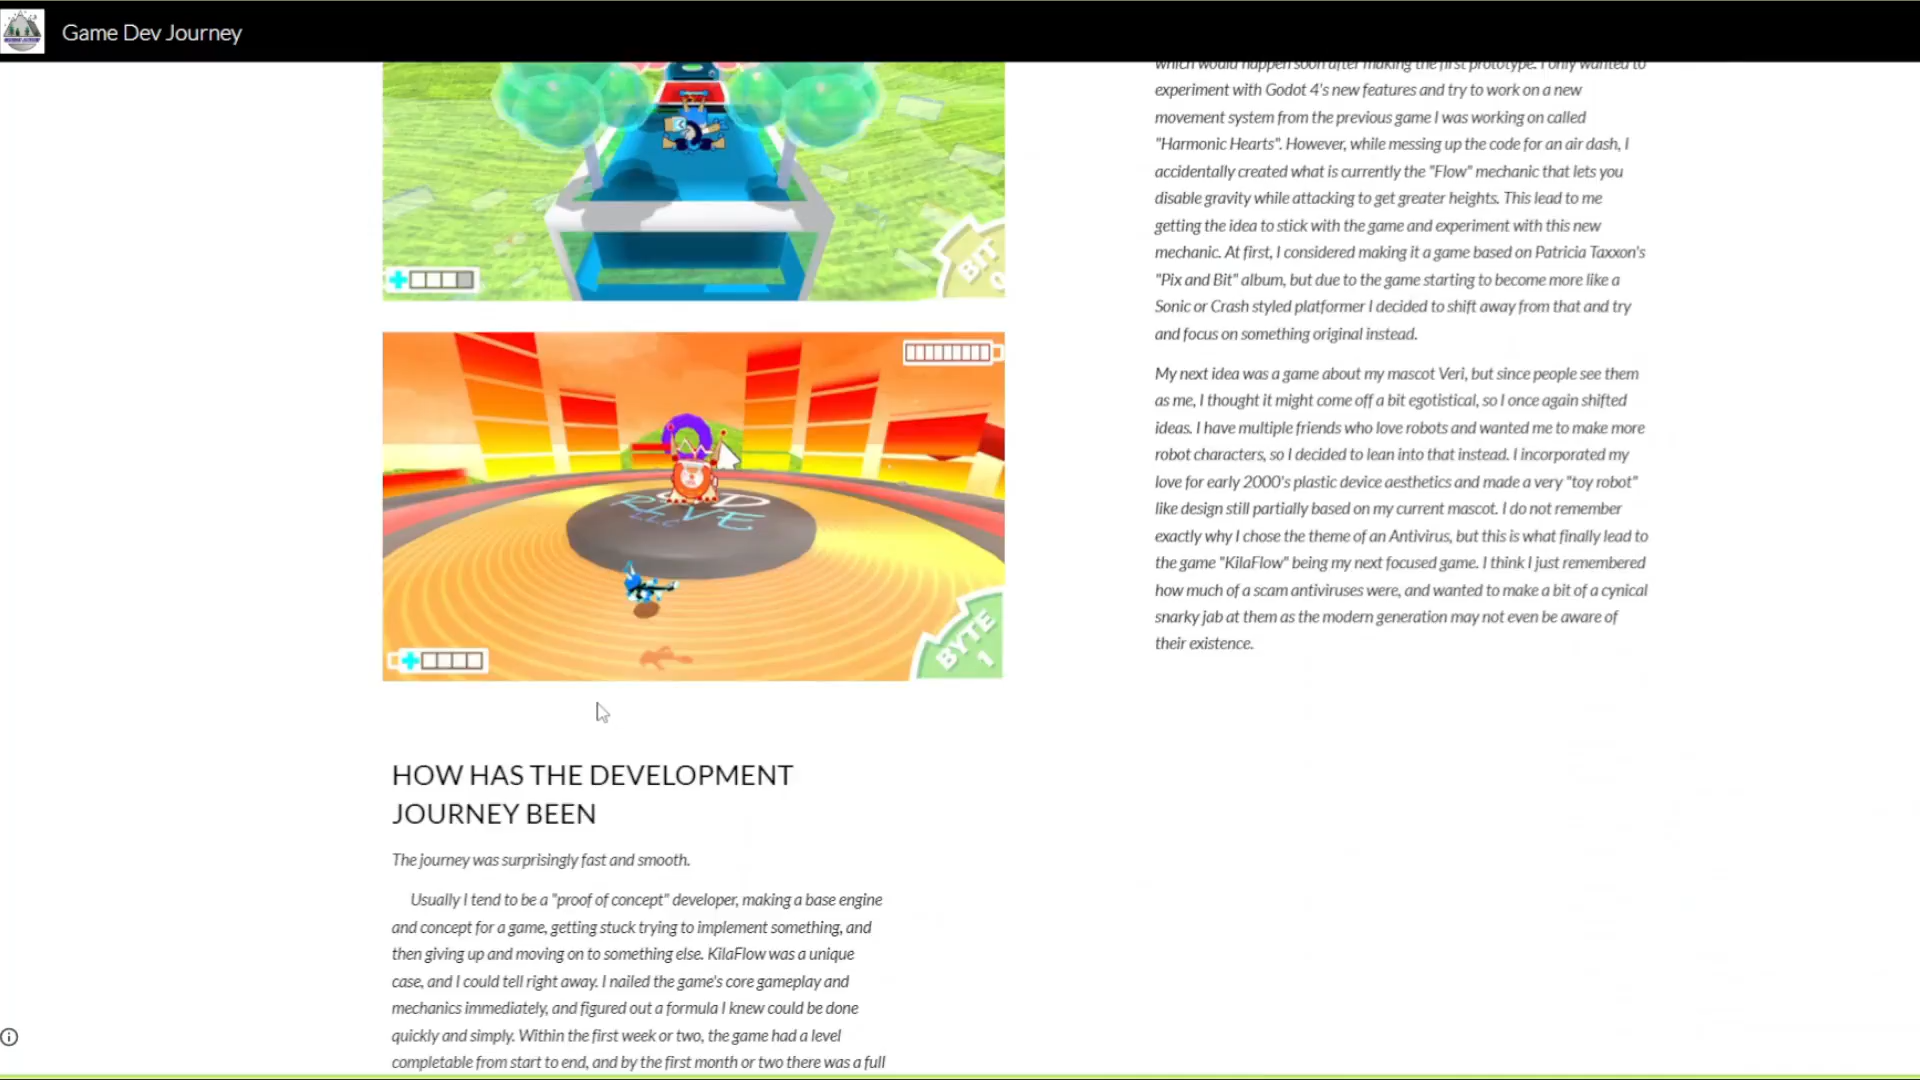 Game Dev Journey
BIT
0
which would happen soon after making the first prototype. I only wanted to
experiment with Godot 4's new features and try to work on a new
movement system from the previous game I was working on called
"Harmonic Hearts". However, while messing up the code for an air dash, I
accidentally created what is currently the "Flow" mechanic that lets you
disable gravity while attacking to get greater heights. This lead to me
getting the idea to stick with the game and experiment with this new
mechanic. At first, I considered making it a game based on Patricia Taxxon's
"Pix and Bit" album, but due to the game starting to become more like a
Sonic or Crash styled platformer I decided to shift away from that and try
and focus on something original instead.
My next idea was a game about my mascot Veri, but since people see them
as me, I thought it might come off a bit egotistical, so I once again shifted
ideas. I have multiple friends who love robots and wanted me to make more
robot characters, so I decided to lean into that instead. I incorporated my
love for early 2000's plastic device aesthetics and made a very "toy robot"
like design still partially based on my current mascot. I do not remember
exactly why I chose the theme of an Antivirus, but this is what finally lead to
the game "KilaFlow" being my next focused game. I think I just remembered
how much of a scam antiviruses were, and wanted to make a bit of a cynical
snarky jab at them as the modern generation may not even be aware of
their existence.
D
RIVE
LLC
BYTE
1
HOW HAS THE DEVELOPMENT
JOURNEY BEEN
The journey was surprisingly fast and smooth.
Usually I tend to be a "proof of concept" developer, making a base engine
and concept for a game, getting stuck trying to implement something, and
then giving up and moving on to something else. KilaFlow was a unique
case, and I could tell right away. I nailed the game's core gameplay and
mechanics immediately, and figured out a formula I knew could be done
quickly and simply. Within the first week or two, the game had a level
completable from start to end, and by the first month or two there was a full